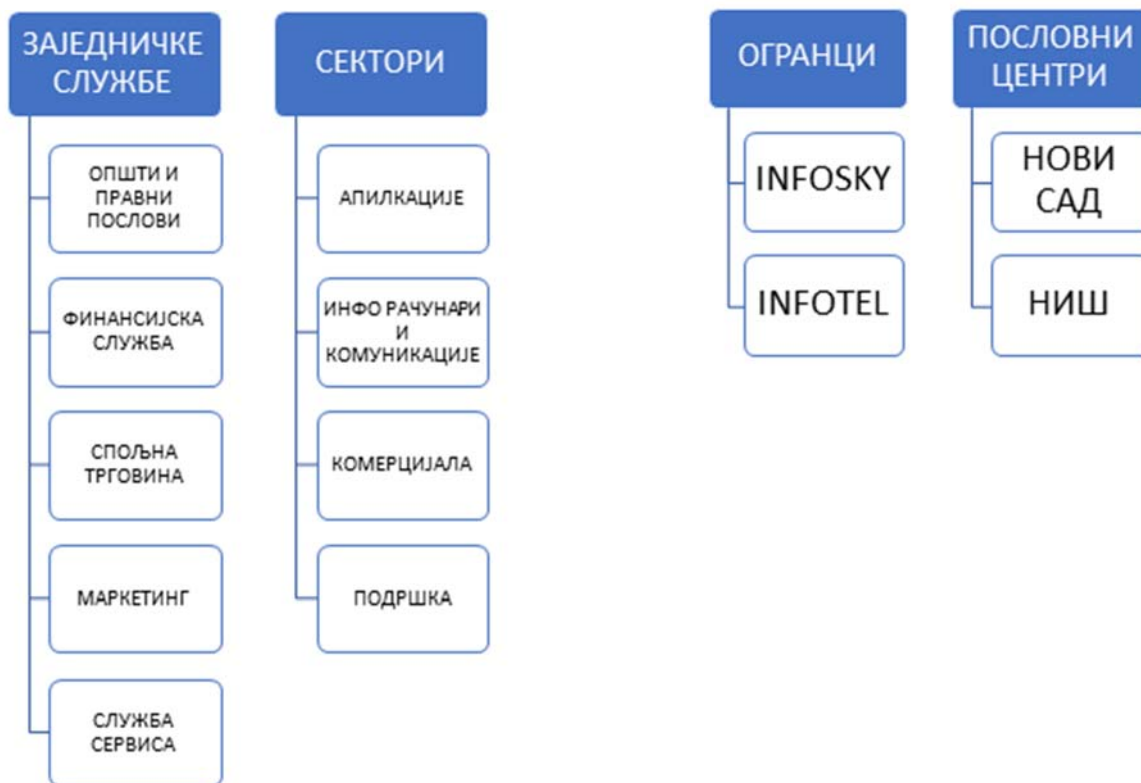 ЗАЈЕДНИЧКЕ
СЛУЖБЕ
ОПШТИ И
ПРАВНИ
ПОСЛОВИ
ФИНАНСИЈСКА
СЛУЖБА
СПОЉНА
ТРГОВИНА
МАРКЕТИНГ
СЛУЖБА
СЕРВИСА
СЕКТОРИ
АПИЛКАЦИЈЕ
ИНФО РАЧУНАРИ
И
КОМУНИКАЦИЈЕ
КОМЕРЦИЈАЛА
ПОДРШКА
ОГРАНЦИ
INFOSKY
INFOTEL
ПОСЛОВНИ
ЦЕНТРИ
НОВИ
САД
НИШ